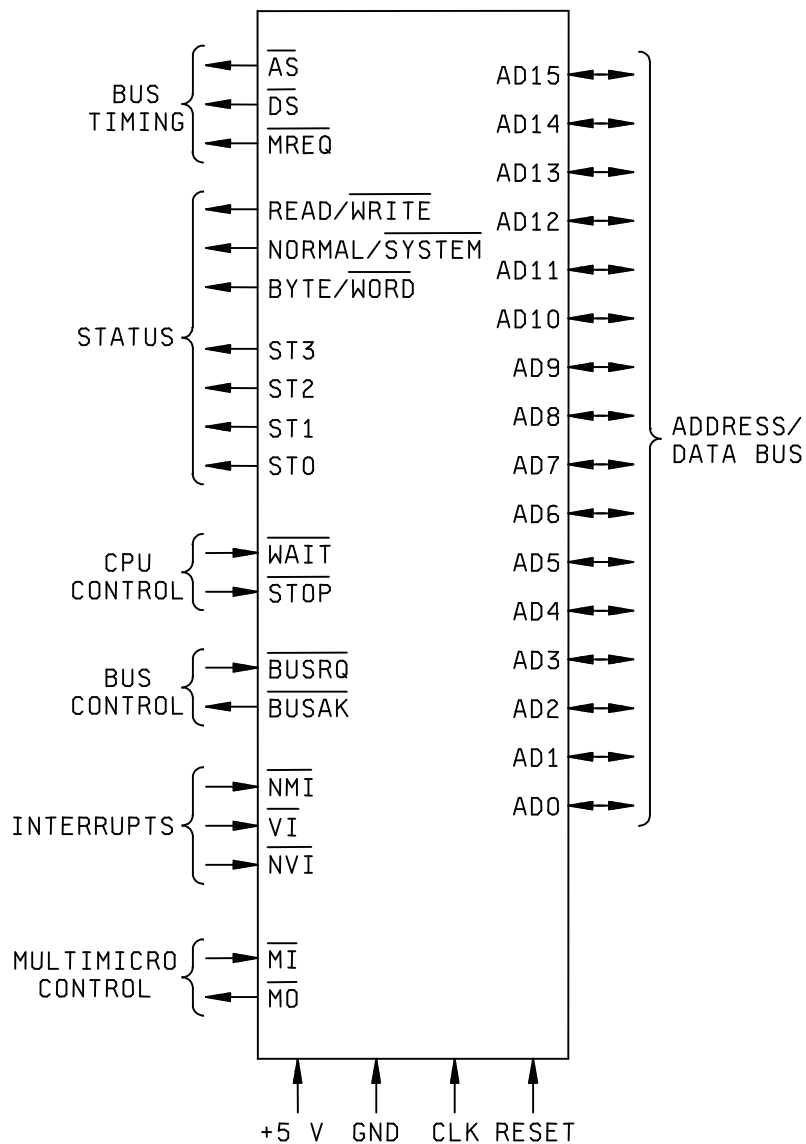 BUS
TIMING
AS
DS
MREQ
STATUS
READ/WRITE
NORMAL/SYSTEM
BYTE/WORD
ST3
ST2
ST1
ST0
CPU
CONTROL
WAIT
STOP
BUS
CONTROL
BUSRQ
BUSAK
INTERRUPTS
NMI
VI
NVI
MULTIMICRO
CONTROL
MI
MO
AD15
AD14
AD13
AD12
AD11
AD10
AD9
AD8
AD7
AD6
AD5
AD4
AD3
AD2
AD1
AD0
ADDRESS/
DATA BUS
+5 V GND CLK RESET